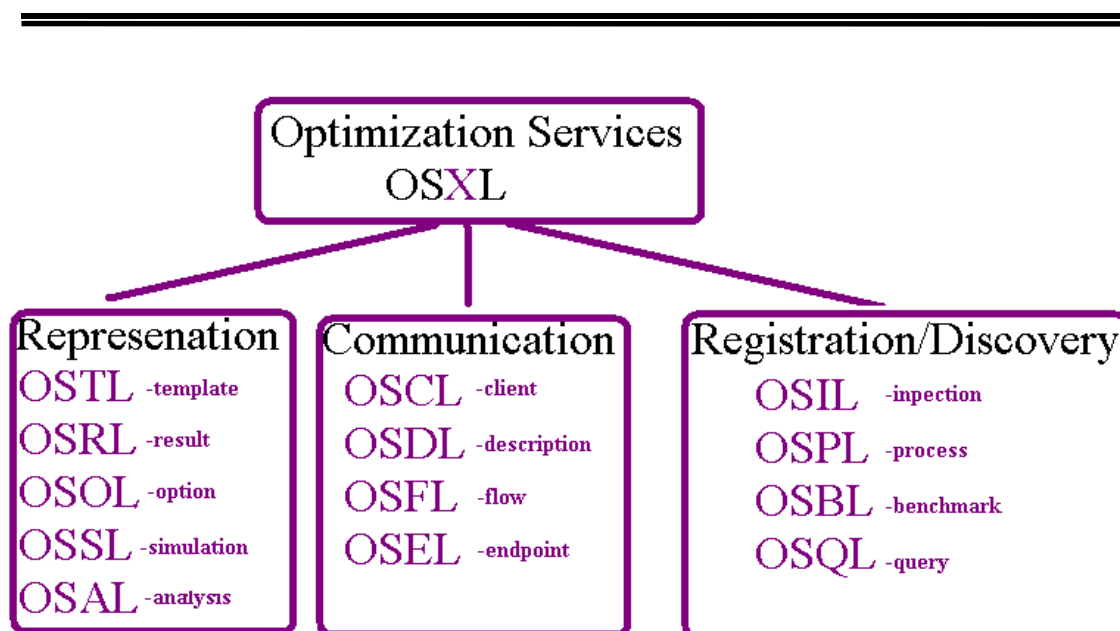 Optimization Services
OSXL
Represenation
OSTL -template
OSRL -result
OSOL -option
OSSL -simulation
OSAL -analysis
Communication
OSCL -client
OSDL -description
OSFL -flow
OSEL -endpoint
Registration/Discovery
OSIL -inpection
OSPL -process
OSBL -benchmark
OSQL -query